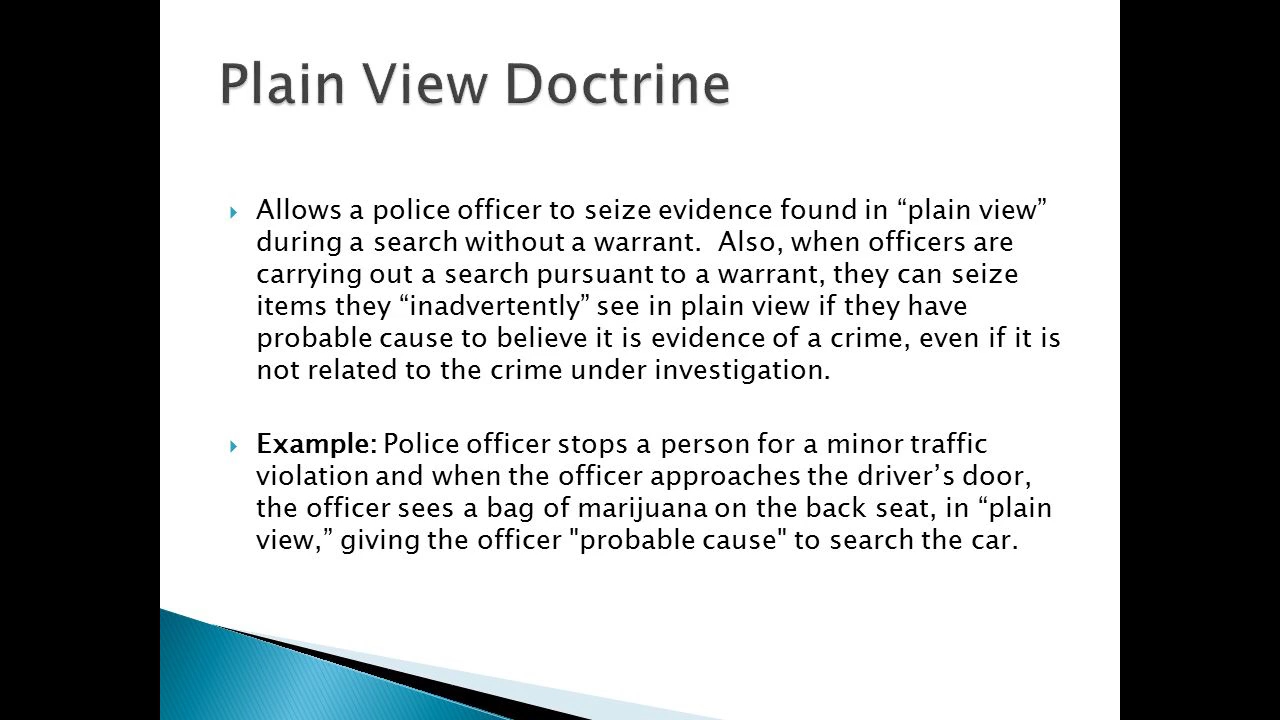 Plain View Doctrine
Allows a police officer to seize evidence found in “plain view”
during a search without a warrant.  Also, when officers are
carrying out a search pursuant to a warrant, they can seize
items they “inadvertently” see in plain view if they have
probable cause to believe it is evidence of a crime, even if it is
not related to the crime under investigation.
Example: Police officer stops a person for a minor traffic
violation and when the officer approaches the driver’s door,
the officer sees a bag of marijuana on the back seat, in “plain
view,” giving the officer "probable cause" to search the car.